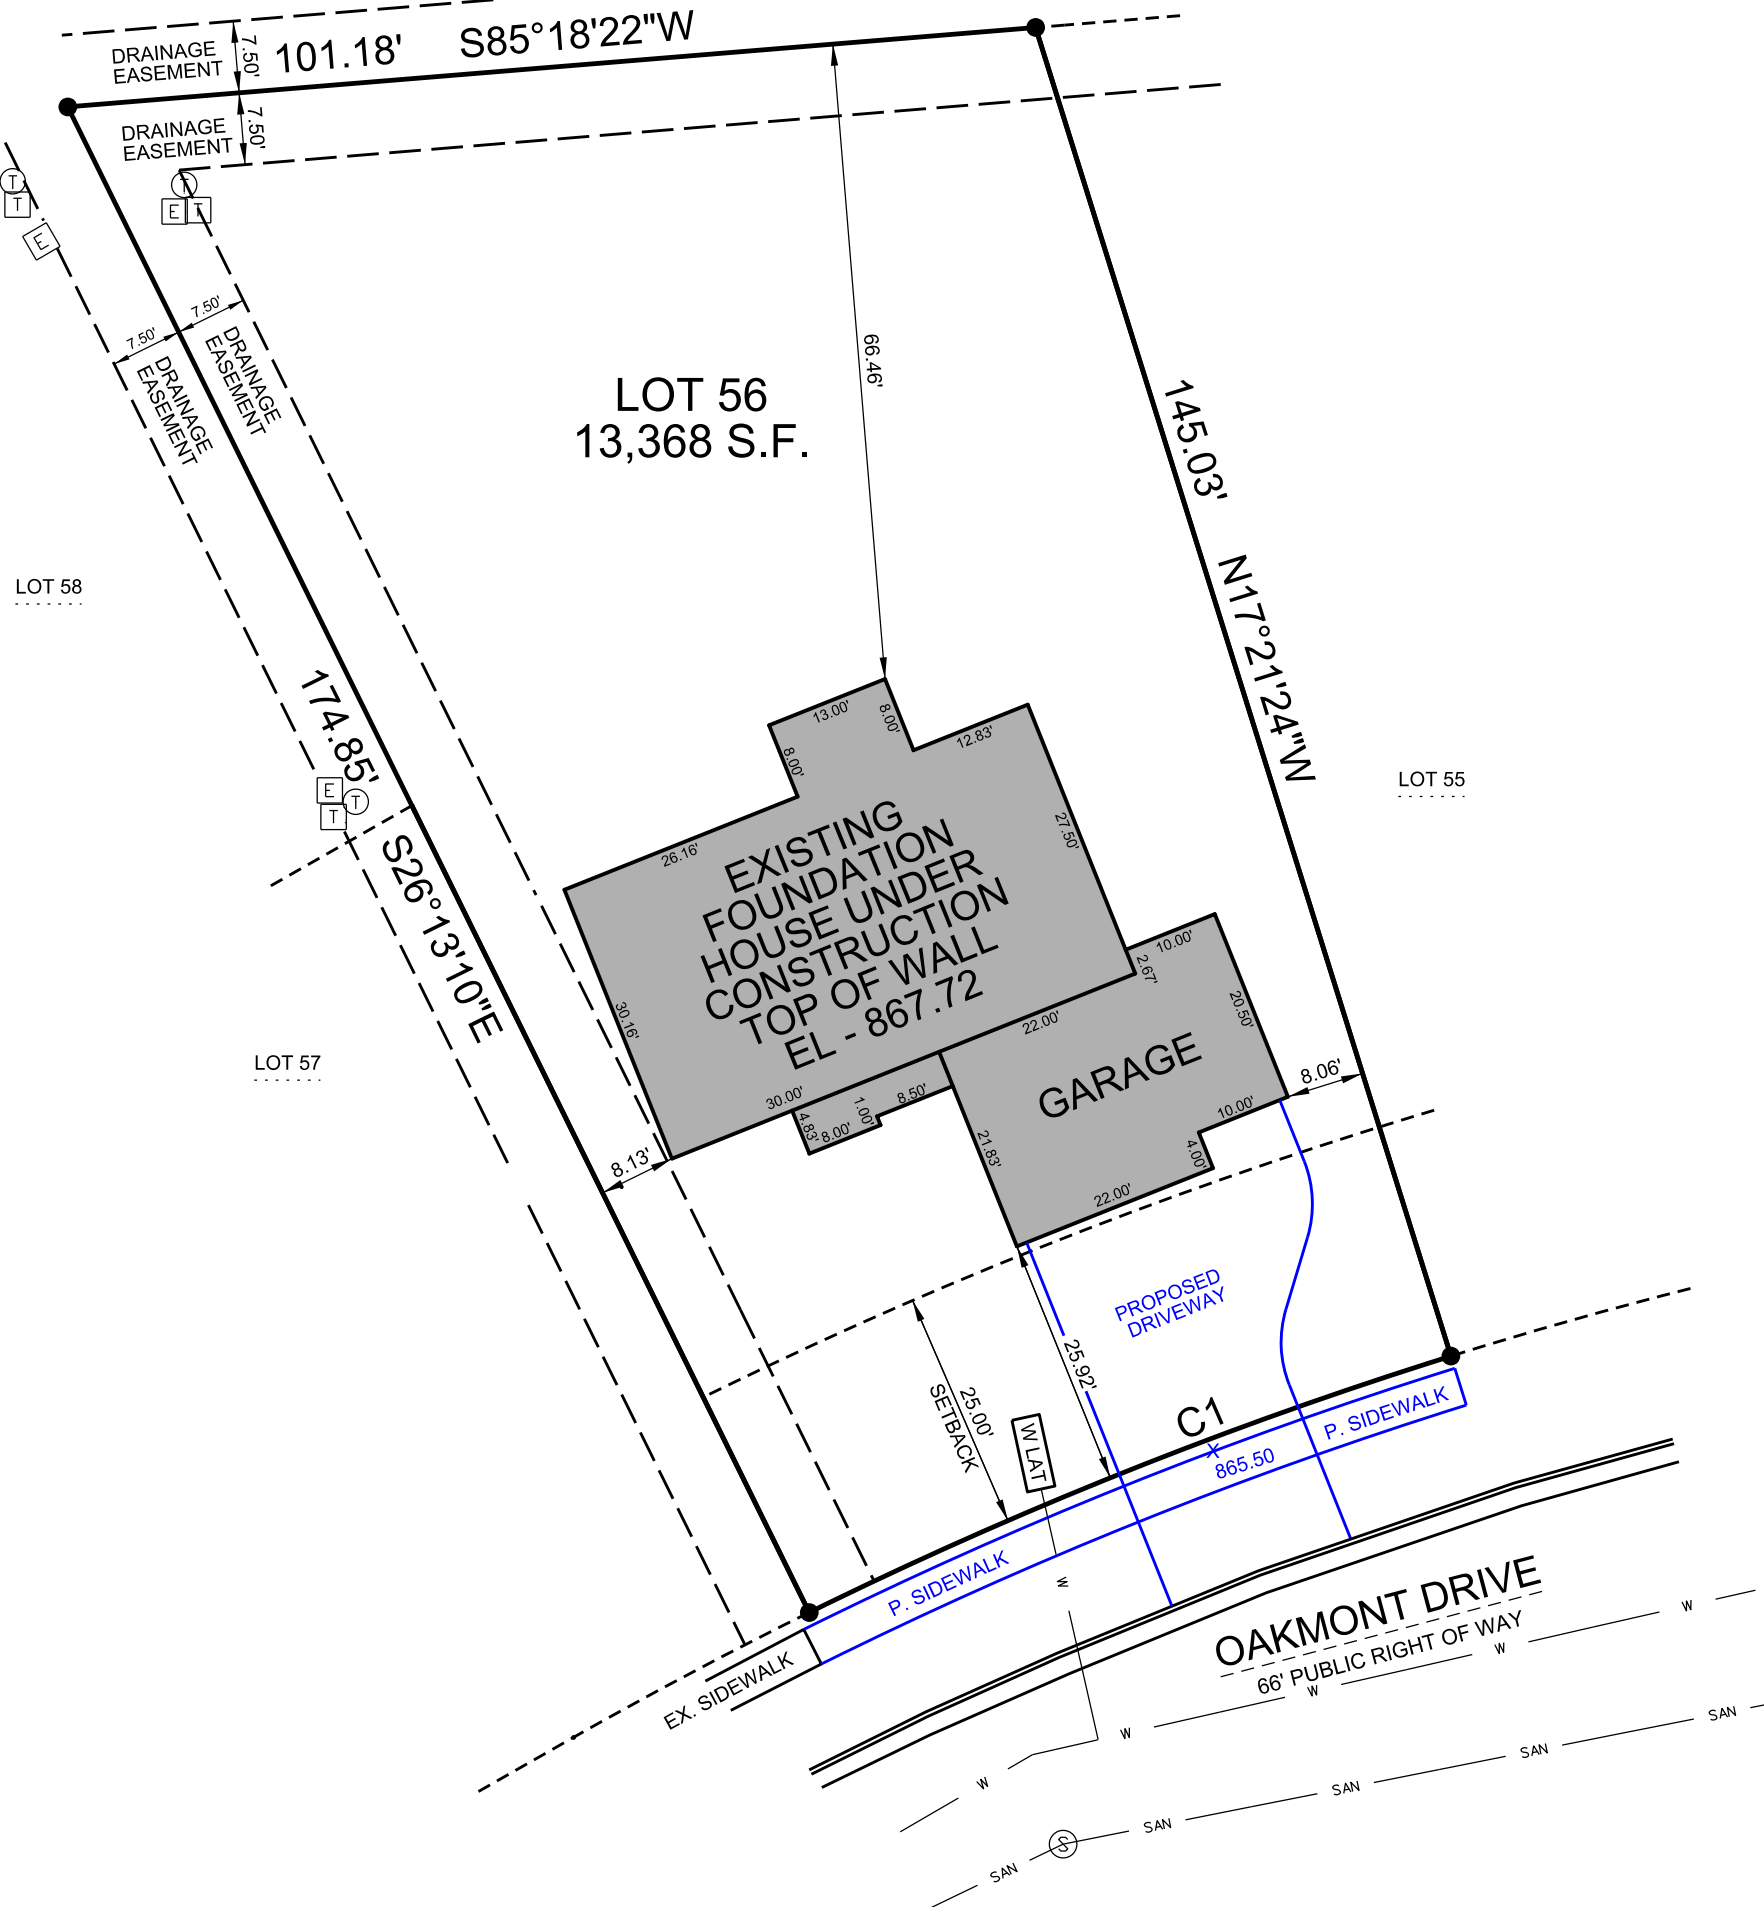 DRAINAGE
EASEMENT
7.50'
101.18'
S85°18'22"W
DRAINAGE
EASEMENT
7.50'
T
T
E
T
E
T
7.50'
7.50'
DRAINAGE
EASEMENT
DRAINAGE
EASEMENT
66.46'
LOT 56
13,368 S.F.
145.03'
N17°21'24"W
LOT 58
174.85'
S26°13'10"E
E
T
T
LOT 55
LOT 57
13.00'
8.00'
8.00'
12.83'
27.50'
26.16'
EXISTING
FOUNDATION
HOUSE UNDER
CONSTRUCTION
TOP OF WALL
EL - 867.72
30.16'
10.00'
2.67'
20.50'
22.00'
GARAGE
30.00'
4.83'
8.00'
1.00'
8.50'
21.83'
10.00'
4.00'
22.00'
8.06'
8.13'
PROPOSED
DRIVEWAY
25.92'
25.00'
SETBACK
W LAT
C1
X
865.50
P. SIDEWALK
P. SIDEWALK
EX. SIDEWALK
OAKMONT DRIVE
66' PUBLIC RIGHT OF WAY
W
W
W
W
W
W
SAN
SAN
SAN
SAN
SAN
S